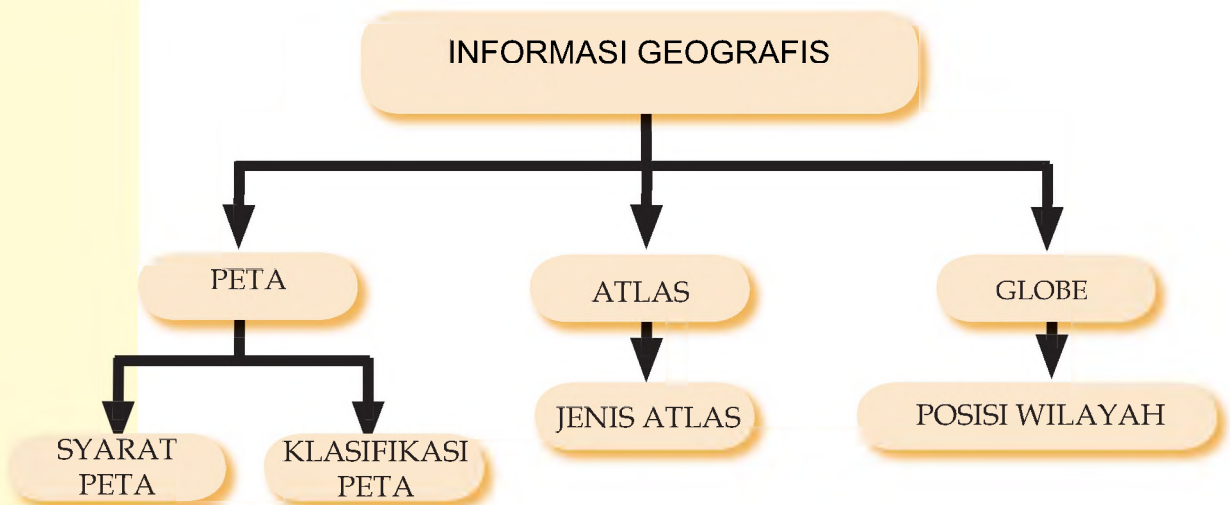 INFORMASI GEOGRAFIS
PETA
ATLAS
GLOBE
SYARAT
PETA
KLASIFIKASI
PETA
JENIS ATLAS
POSISI WILAYAH